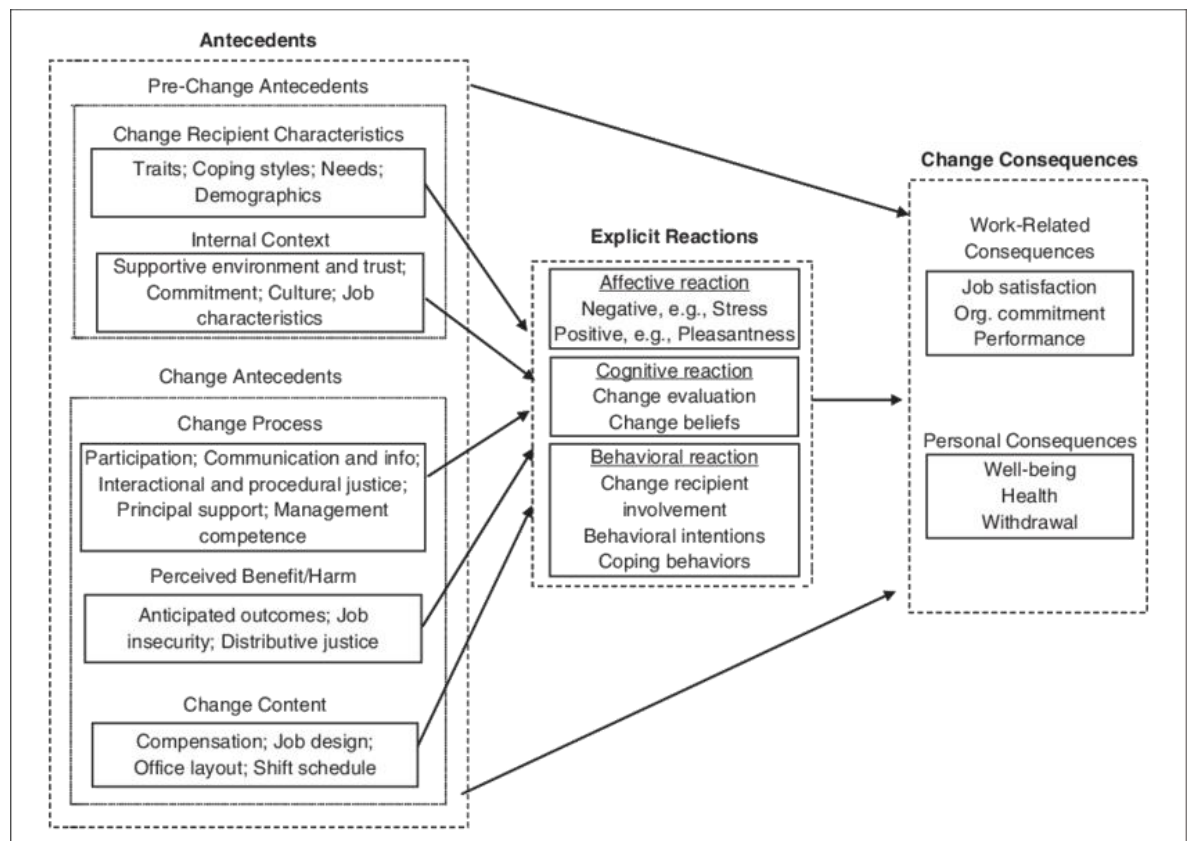 Antecedents
Pre-Change Antecedents
Change Recipient Characteristics
Traits; Coping styles; Needs;
Demographics
Internal Context
Supportive environment and trust;
Commitment; Culture; Job
characteristics
Change Antecedents
Change Process
Participation; Communication and info;
Interactional and procedural justice;
Principal support; Management
competence
Perceived Benefit/Harm
Anticipated outcomes; Job
insecurity; Distributive justice
Change Content
Compensation; Job design;
Office layout; Shift schedule
Explicit Reactions
Affective reaction
Negative, e.g., Stress
Positive, e.g., Pleasantness
Cognitive reaction
Change evaluation
Change beliefs
Behavioral reaction
Change recipient
involvement
Behavioral intentions
Coping behaviors
Change Consequences
Work-Related
Consequences
Job satisfaction
Org. commitment
Performance
Personal Consequences
Well-being
Health
Withdrawal